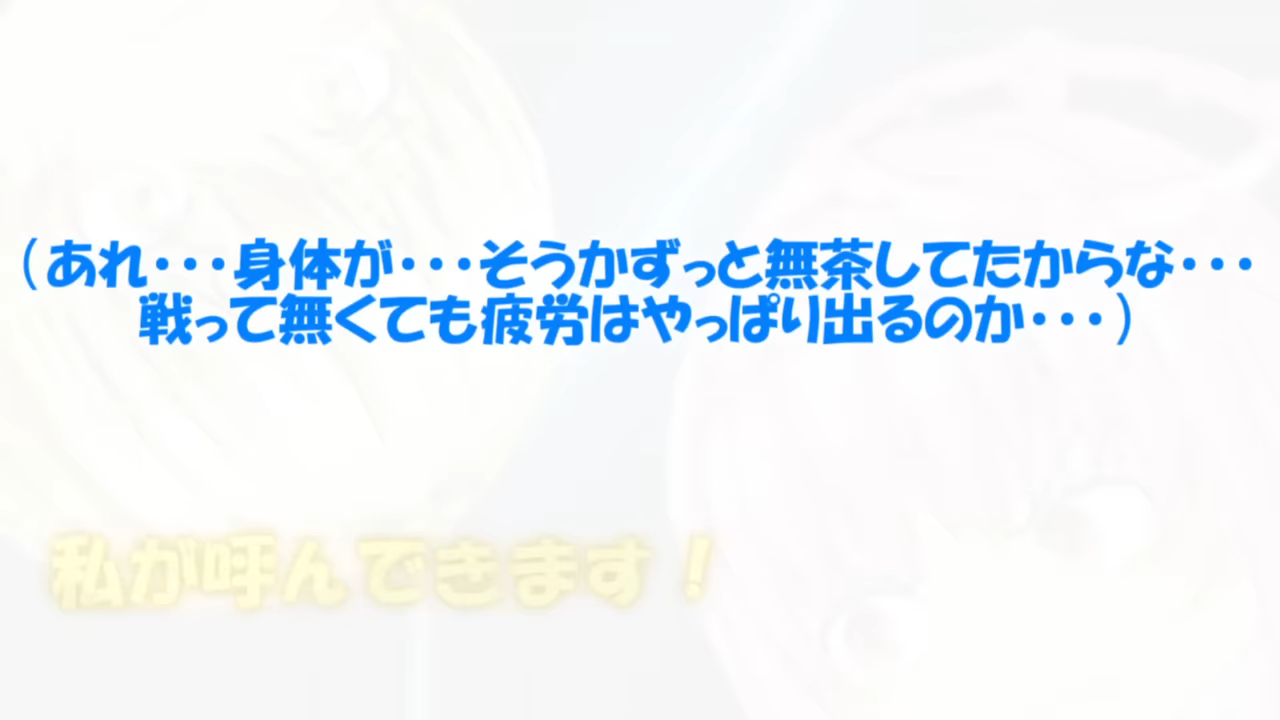 （あれ・・・身体が・・・そうかずっと無茶してたからな・・・
戦って無くても疲労はやっぱり出るのか・・・）
私が呼んできます！